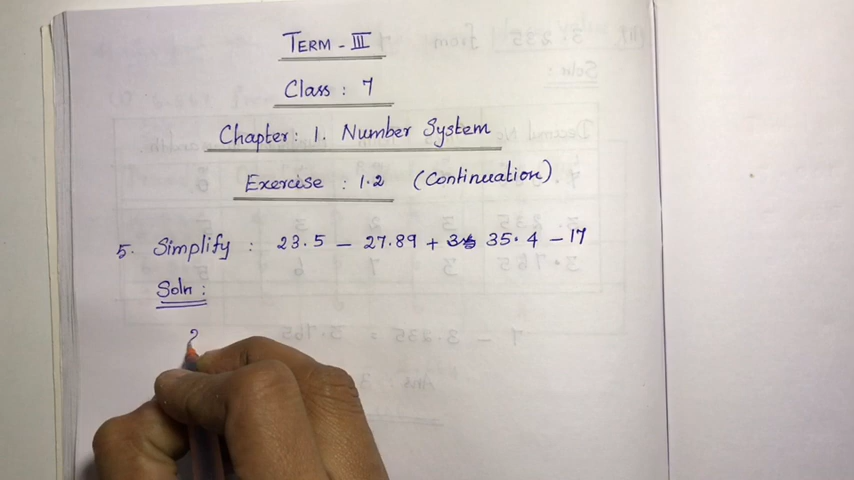 TERM - III
Class : 7
Chapter: 1. Number System
Exercise : 1.2 (Continuation)
5. Simplify : 23.5 - 27.89 + 35.4 - 17
Soln :
2